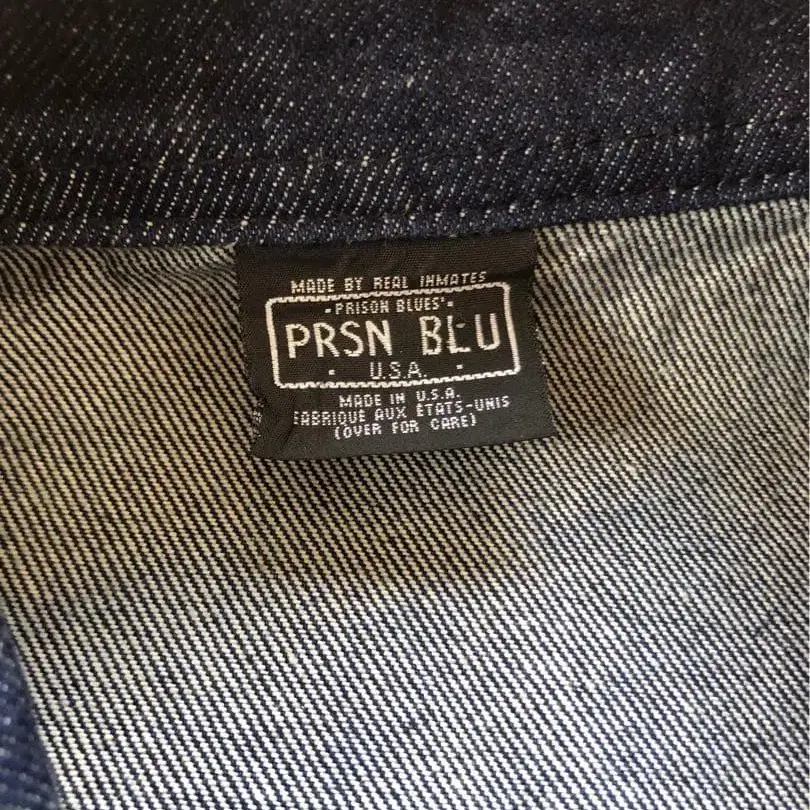 MADE BY REAL INMATES
-PRISON BLUES'-
PRSN BLU
· U.S.A. ·
MADE IN U.S.A.
FABRIQUE AUX ÉTATS-UNIS
(OVER FOR CARE)